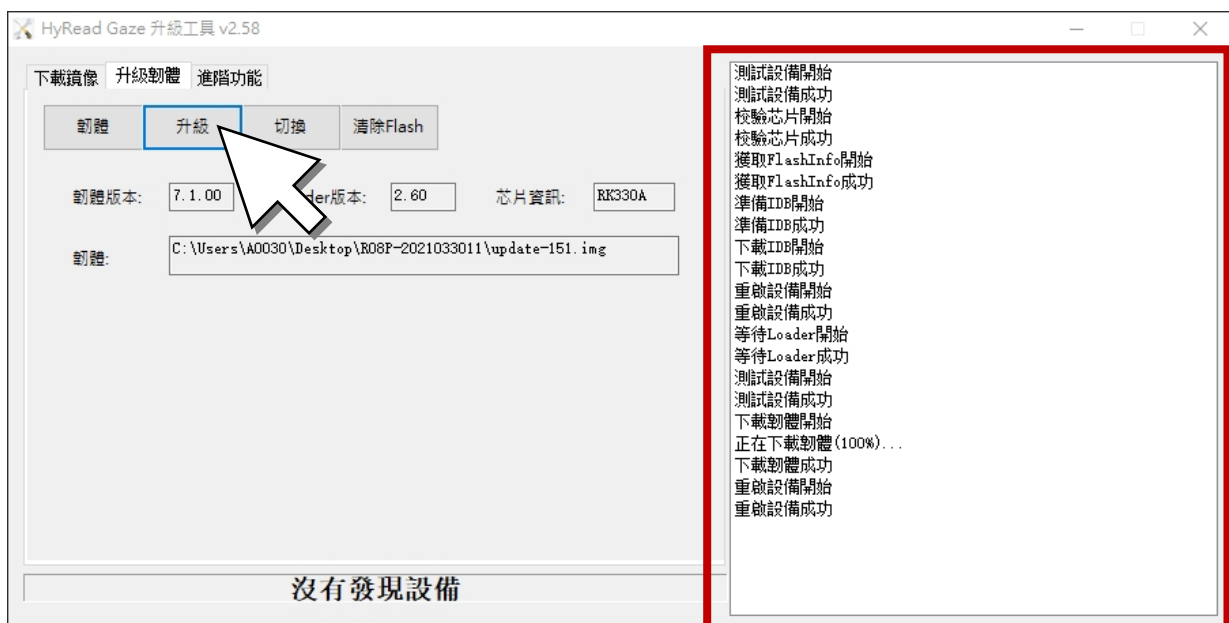 HyRead Gaze 升級工具 v2.58
下載鏡像 升級韌體 進階功能
韌體 升級 切換 清除Flash
韌體版本: 7.1.00 der版本: 2.60 芯片資訊: RK330A
韌體: C:\Users\A0030\Desktop\R08P-2021033011\update-151.img
沒有發現設備
測試設備開始
測試設備成功
校驗芯片開始
校驗芯片成功
獲取FlashInfo開始
獲取FlashInfo成功
準備IDB開始
準備IDB成功
下載IDB開始
下載IDB成功
重啟設備開始
重啟設備成功
等待Loader開始
等待Loader成功
測試設備開始
測試設備成功
下載韌體開始
正在下載韌體(100%)...
下載韌體成功
重啟設備開始
重啟設備成功